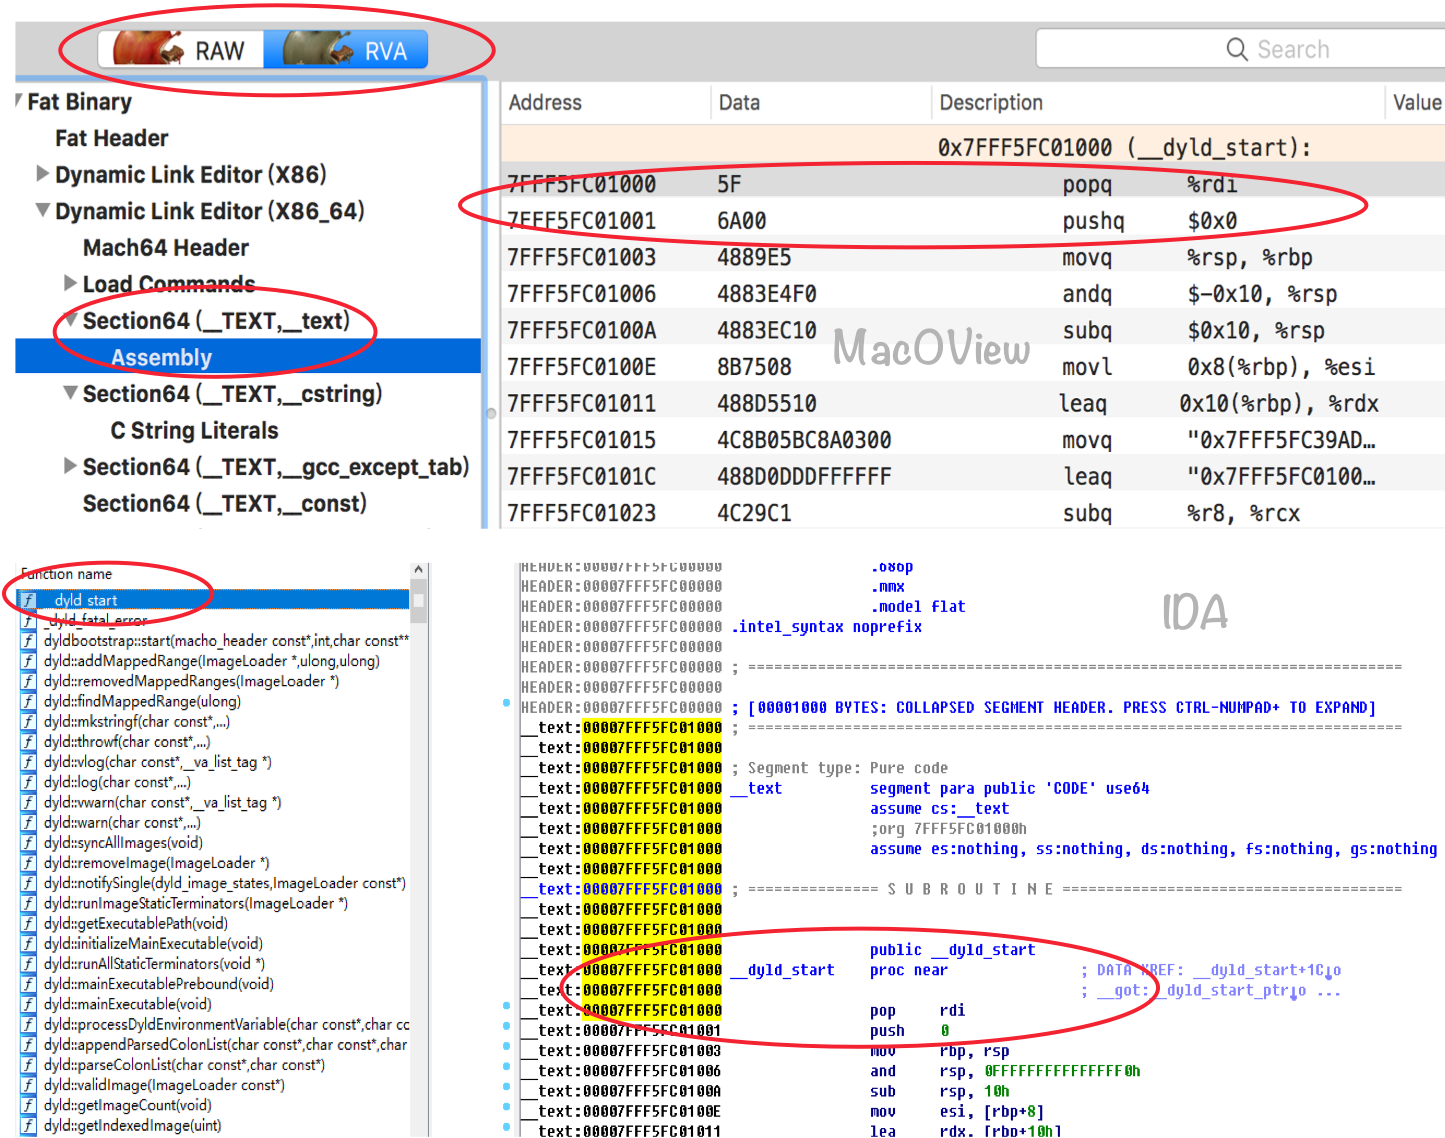 RAW RVA
Search
Fat Binary
Fat Header
Dynamic Link Editor (X86)
Dynamic Link Editor (X86_64)
Mach64 Header
Load Commands
Section64 (__TEXT,__text)
Assembly
Section64 (__TEXT,__cstring)
C String Literals
Section64 (__TEXT,__gcc_except_tab)
Section64 (__TEXT,__const)
Address Data Description Value
0x7FFF5FC01000 (__dyld_start):
7FFF5FC01000 5F popq %rdi
7FFF5FC01001 6A00 pushq $0x0
7FFF5FC01003 4889E5 movq %rsp, %rbp
7FFF5FC01006 4883E4F0 andq $-0x10, %rsp
7FFF5FC0100A 4883EC10 subq $0x10, %rsp
7FFF5FC0100E 8B7508 movl 0x8(%rbp), %esi
7FFF5FC01011 488D5510 leaq 0x10(%rbp), %rdx
7FFF5FC01015 4C8B05BC8A0300 movq "0x7FFF5FC39AD…
7FFF5FC0101C 488D0DDDFFFFFF leaq "0x7FFF5FC0100…
7FFF5FC01023 4C29C1 subq %r8, %rcx
MacOView
Function name
__dyld_start
_dyld_fatal_error
dyldbootstrap::start(macho_header const*,int,char const**
dyld::addMappedRange(ImageLoader *,ulong,ulong)
dyld::removedMappedRanges(ImageLoader *)
dyld::findMappedRange(ulong)
dyld::mkstringf(char const*,...)
dyld::throwf(char const*,...)
dyld::vlog(char const*,__va_list_tag *)
dyld::log(char const*,...)
dyld::vwarn(char const*,__va_list_tag *)
dyld::warn(char const*,...)
dyld::syncAllImages(void)
dyld::removeImage(ImageLoader *)
dyld::notifySingle(dyld_image_states,ImageLoader const*)
dyld::runImageStaticTerminators(ImageLoader *)
dyld::getExecutablePath(void)
dyld::initializeMainExecutable(void)
dyld::runAllStaticTerminators(void *)
dyld::mainExecutablePrebound(void)
dyld::mainExecutable(void)
dyld::processDyldEnvironmentVariable(char const*,char cc
dyld::appendParsedColonList(char const*,char const*,char
dyld::parseColonList(char const*,char const*)
dyld::validImage(ImageLoader const*)
dyld::getImageCount(void)
dyld::getIndexedImage(uint)
HEADER:00007FFF5FC00000 .686p
HEADER:00007FFF5FC00000 .mmx
HEADER:00007FFF5FC00000 .model flat
HEADER:00007FFF5FC00000 .intel_syntax noprefix
HEADER:00007FFF5FC00000
HEADER:00007FFF5FC00000 ; ===========================================================================
HEADER:00007FFF5FC00000
HEADER:00007FFF5FC00000 ; [00001000 BYTES: COLLAPSED SEGMENT HEADER. PRESS CTRL-NUMPAD+ TO EXPAND]
__text:00007FFF5FC01000 ; ===========================================================================
__text:00007FFF5FC01000
__text:00007FFF5FC01000 ; Segment type: Pure code
__text:00007FFF5FC01000 __text segment para public 'CODE' use64
__text:00007FFF5FC01000 assume cs:__text
__text:00007FFF5FC01000 ;org 7FFF5FC01000h
__text:00007FFF5FC01000 assume es:nothing, ss:nothing, ds:nothing, fs:nothing, gs:nothing
__text:00007FFF5FC01000
__text:00007FFF5FC01000 ; =============== S U B R O U T I N E =======================================
__text:00007FFF5FC01000
__text:00007FFF5FC01000
__text:00007FFF5FC01000 public __dyld_start
__text:00007FFF5FC01000 __dyld_start proc near ; DATA XREF: __dyld_start+1C↓o
__text:00007FFF5FC01000 ; __got:__dyld_start_ptr↓o ...
__text:00007FFF5FC01000 pop rdi
__text:00007FFF5FC01001 push 0
__text:00007FFF5FC01003 mov rbp, rsp
__text:00007FFF5FC01006 and rsp, 0FFFFFFFFFFFFFFF0h
__text:00007FFF5FC0100A sub rsp, 10h
__text:00007FFF5FC0100E mov esi, [rbp+8]
__text:00007FFF5FC01011 lea rdx, [rbp+10h]
IDA